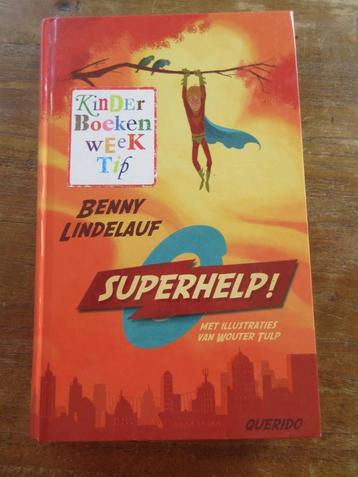 KinDER
BoekEN
WEEK
Tip
BENNY
LINDELAUF
SUPERHELP!
MET ILLUSTRATIES
VAN WOUTER TULP
QUERIDO